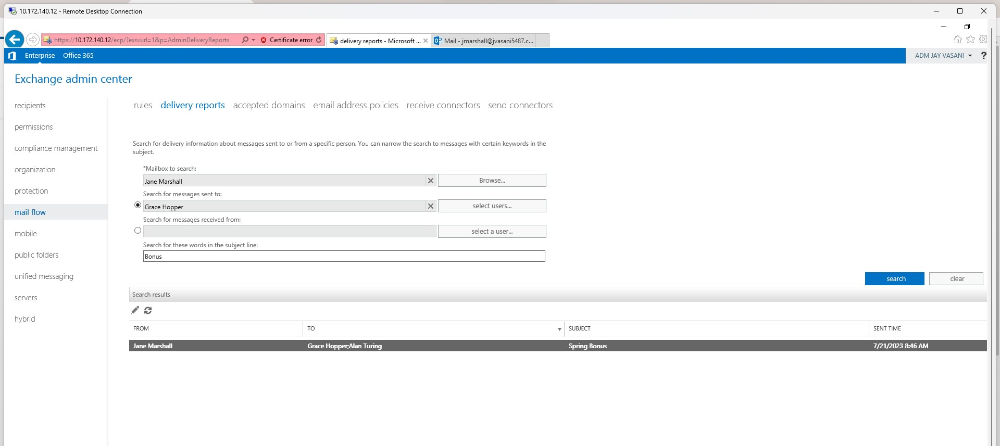 10.172.140.12 - Remote Desktop Connection
https://10.172.140.12/ecp/?exsvurl=1&p=AdminDeliveryReports
Certificate error
delivery reports - Microsoft ...
Mail - jmarshall@jvasani5487.c...
Enterprise
Office 365
ADM JAY VASANI
?
Exchange admin center
recipients
permissions
compliance management
organization
protection
mail flow
mobile
public folders
unified messaging
servers
hybrid
rules
delivery reports
accepted domains
email address policies
receive connectors
send connectors
Search for delivery information about messages sent to or from a specific person. You can narrow the search to messages with certain keywords in the
subject.
*Mailbox to search:
Jane Marshall
Browse...
Search for messages sent to:
Grace Hopper
select users...
Search for messages received from:
select a user...
Search for these words in the subject line:
Bonus
search
clear
Search results
FROM
TO
SUBJECT
SENT TIME
Jane Marshall
Grace Hopper;Alan Turing
Spring Bonus
7/21/2023 8:46 AM